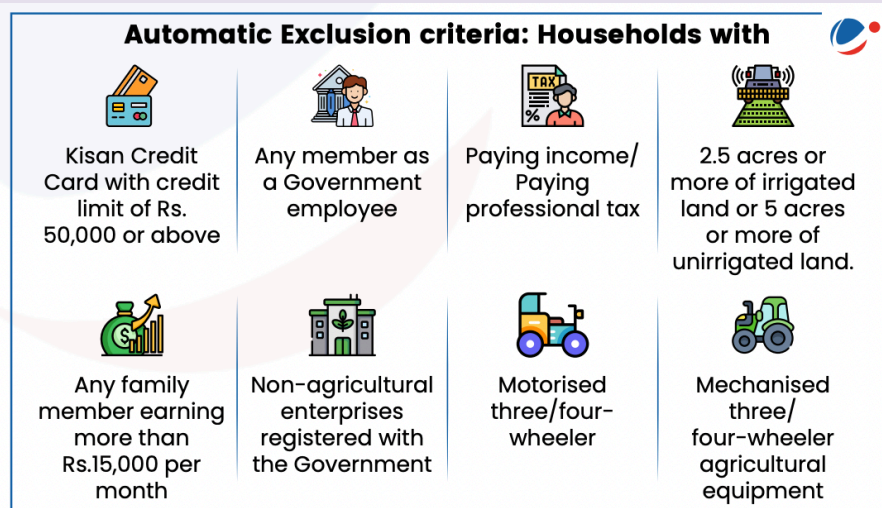 Automatic Exclusion criteria: Households with
TAX
%
Kisan Credit
Card with credit
limit of Rs.
50,000 or above
Any member as
a Government
employee
Paying income/
Paying
professional tax
2.5 acres or
more of irrigated
land or 5 acres
or more of
unirrigated land.
$
Any family
member earning
more than
Rs.15,000 per
month
Non-agricultural
enterprises
registered with
the Government
Motorised
three/four-
wheeler
Mechanised
three/
four-wheeler
agricultural
equipment